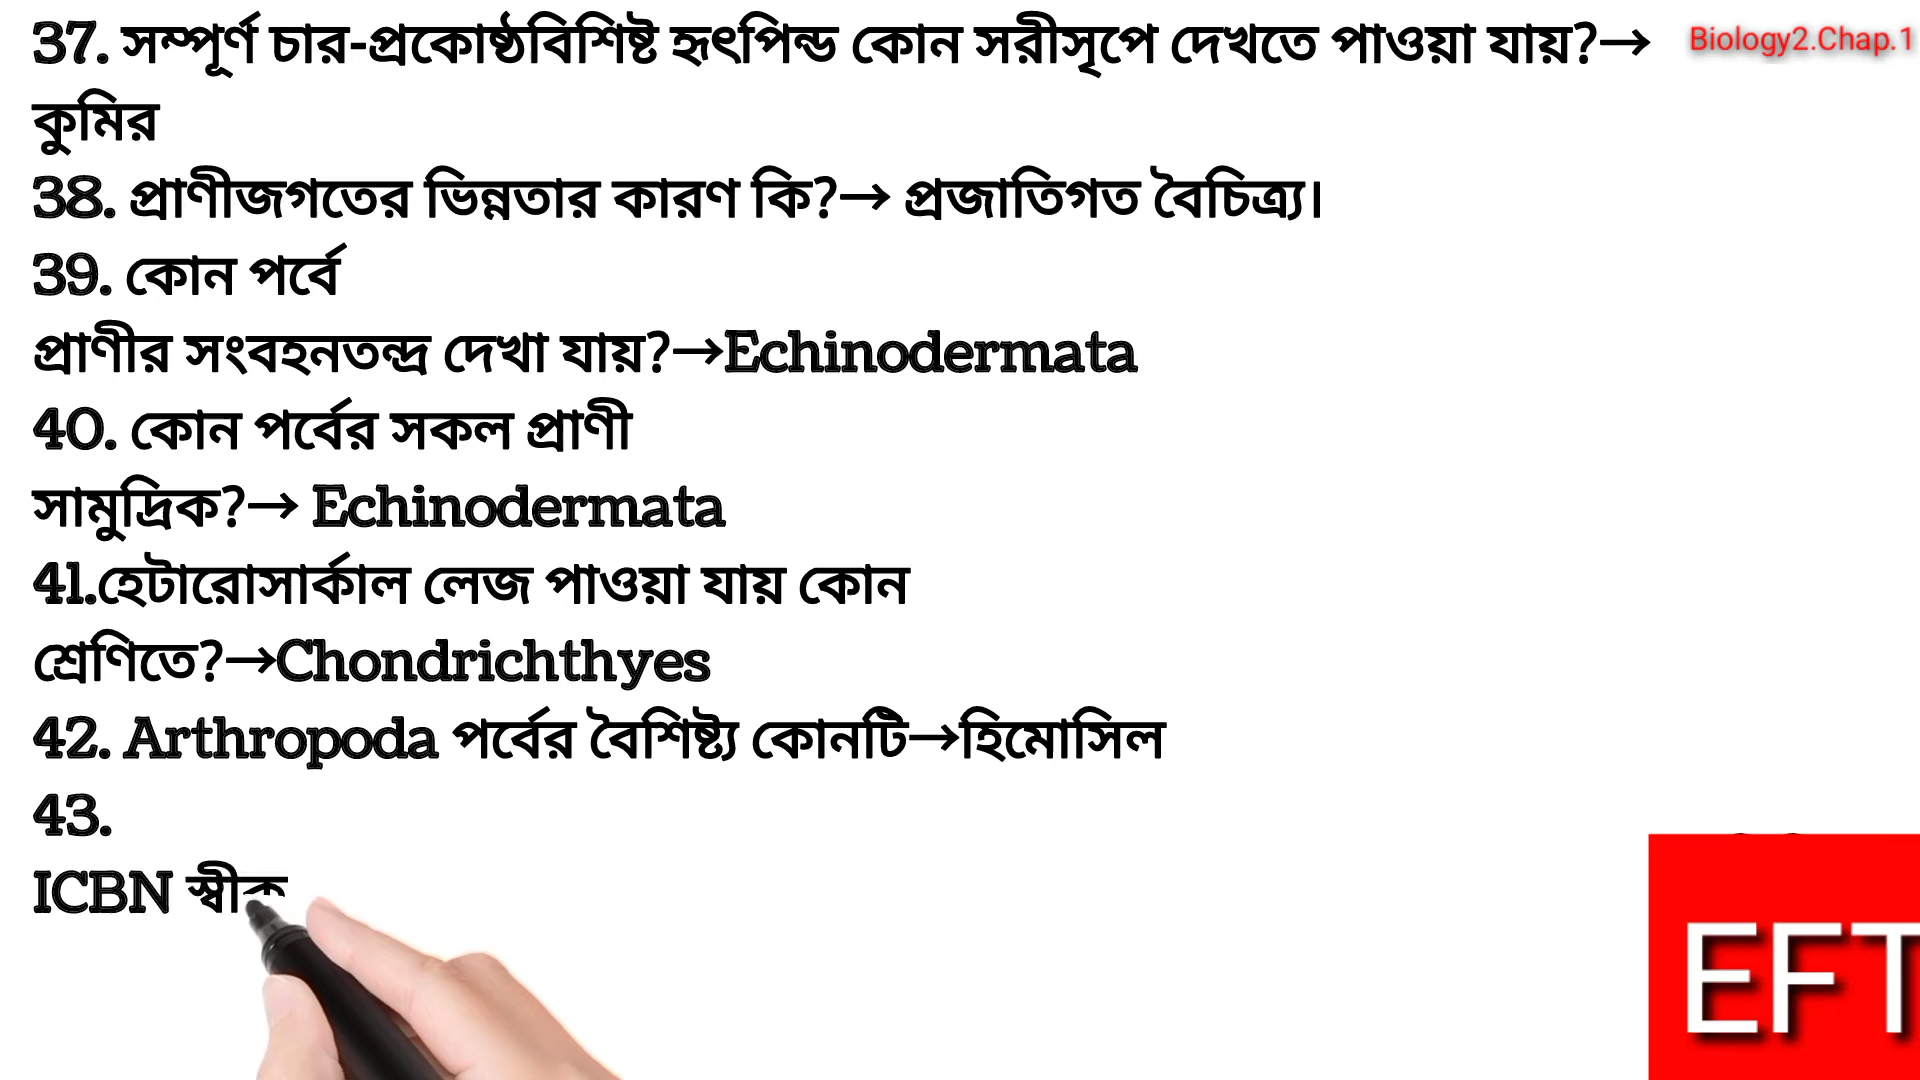 37. সম্পূর্ণ চার-প্রকোষ্ঠবিশিষ্ট হৃৎপিন্ড কোন সরীসৃপে দেখতে পাওয়া যায়?→
Biology2.Chap.1
কুমির
38. প্রাণীজগতের ভিন্নতার কারণ কি?→ প্রজাতিগত বৈচিত্র্য।
39. কোন পর্বে
প্রাণীর সংবহনতন্দ্র দেখা যায়?→Echinodermata
40. কোন পর্বের সকল প্রাণী
সামুদ্রিক?→ Echinodermata
41.হেটারোসার্কাল লেজ পাওয়া যায় কোন
শ্রেণিতে?→Chondrichthyes
42. Arthropoda পর্বের বৈশিষ্ট্য কোনটি→হিমোসিল
43.
ICBN
EFT